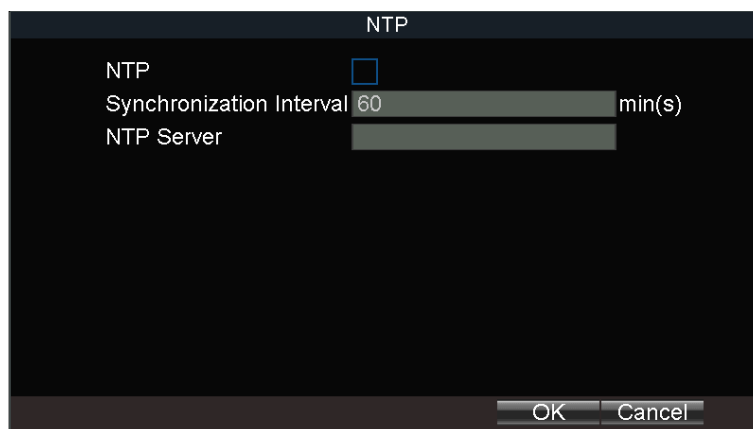 NTP
NTP
Synchronization Interval 60 min(s)
NTP Server
OK Cancel